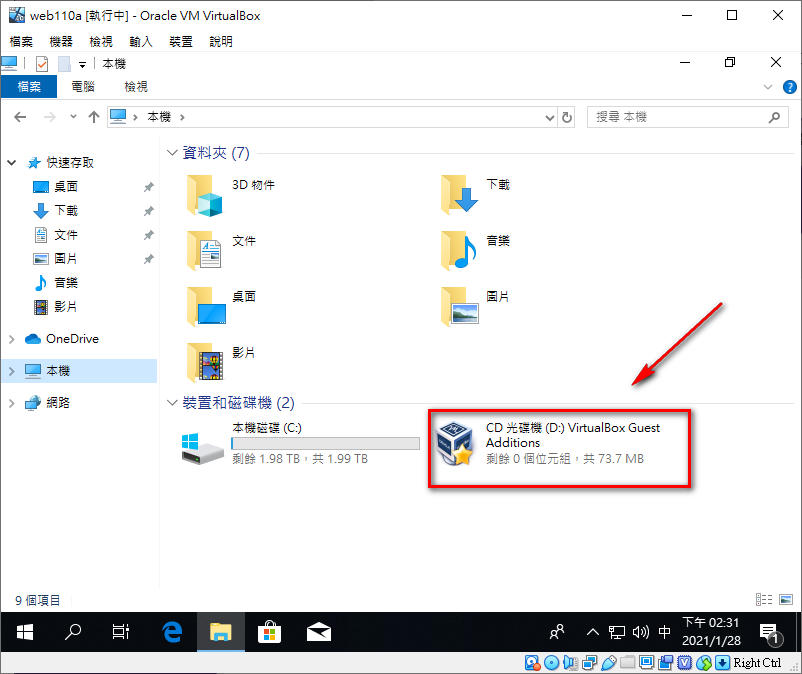 web110a [執行中] - Oracle VM VirtualBox
檔案 機器 檢視 輸入 裝置 說明
本機
檔案 電腦 檢視
本機
搜尋 本機
快速存取
桌面
下載
文件
圖片
音樂
影片
OneDrive
本機
網路
資料夾 (7)
3D 物件
下載
文件
音樂
桌面
圖片
影片
裝置和磁碟機 (2)
本機磁碟 (C:)
剩餘 1.98 TB，共 1.99 TB
CD 光碟機 (D:) VirtualBox Guest
Additions
剩餘 0 個位元組，共 73.7 MB
9 個項目
中
下午 02:31
2021/1/28
1
Right Ctrl